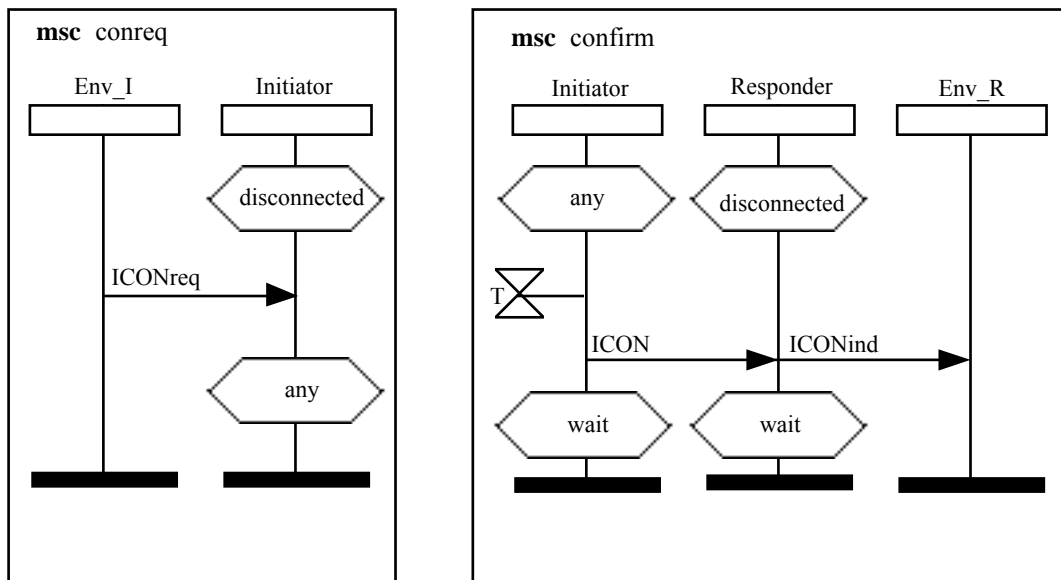 msc conreq
Env_I Initiator
disconnected
ICONreq
any
msc confirm
Initiator Responder Env_R
any disconnected
T
ICON ICONind
wait wait